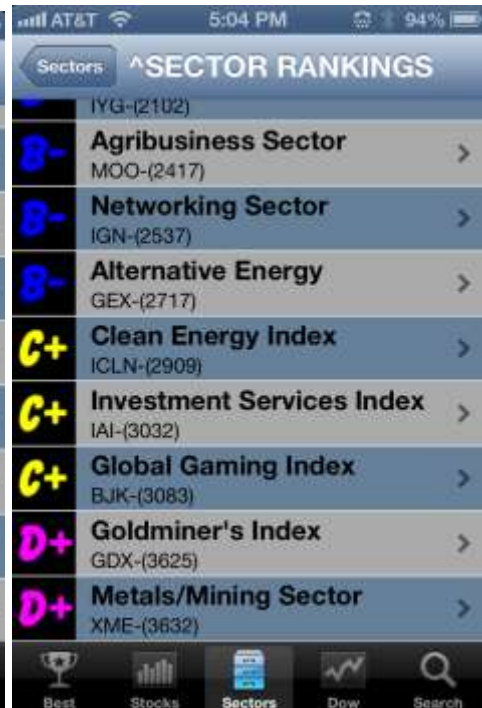 AT&T 5:04 PM 94%
Sectors ^SECTOR RANKINGS
IYG-(2102)
B- Agribusiness Sector
MOO-(2417)
B- Networking Sector
IGN-(2537)
B- Alternative Energy
GEX-(2717)
C+ Clean Energy Index
ICLN-(2909)
C+ Investment Services Index
IAI-(3032)
C+ Global Gaming Index
BJK-(3083)
D+ Goldminer's Index
GDX-(3625)
D+ Metals/Mining Sector
XME-(3632)
Best Stocks Sectors Dow Search